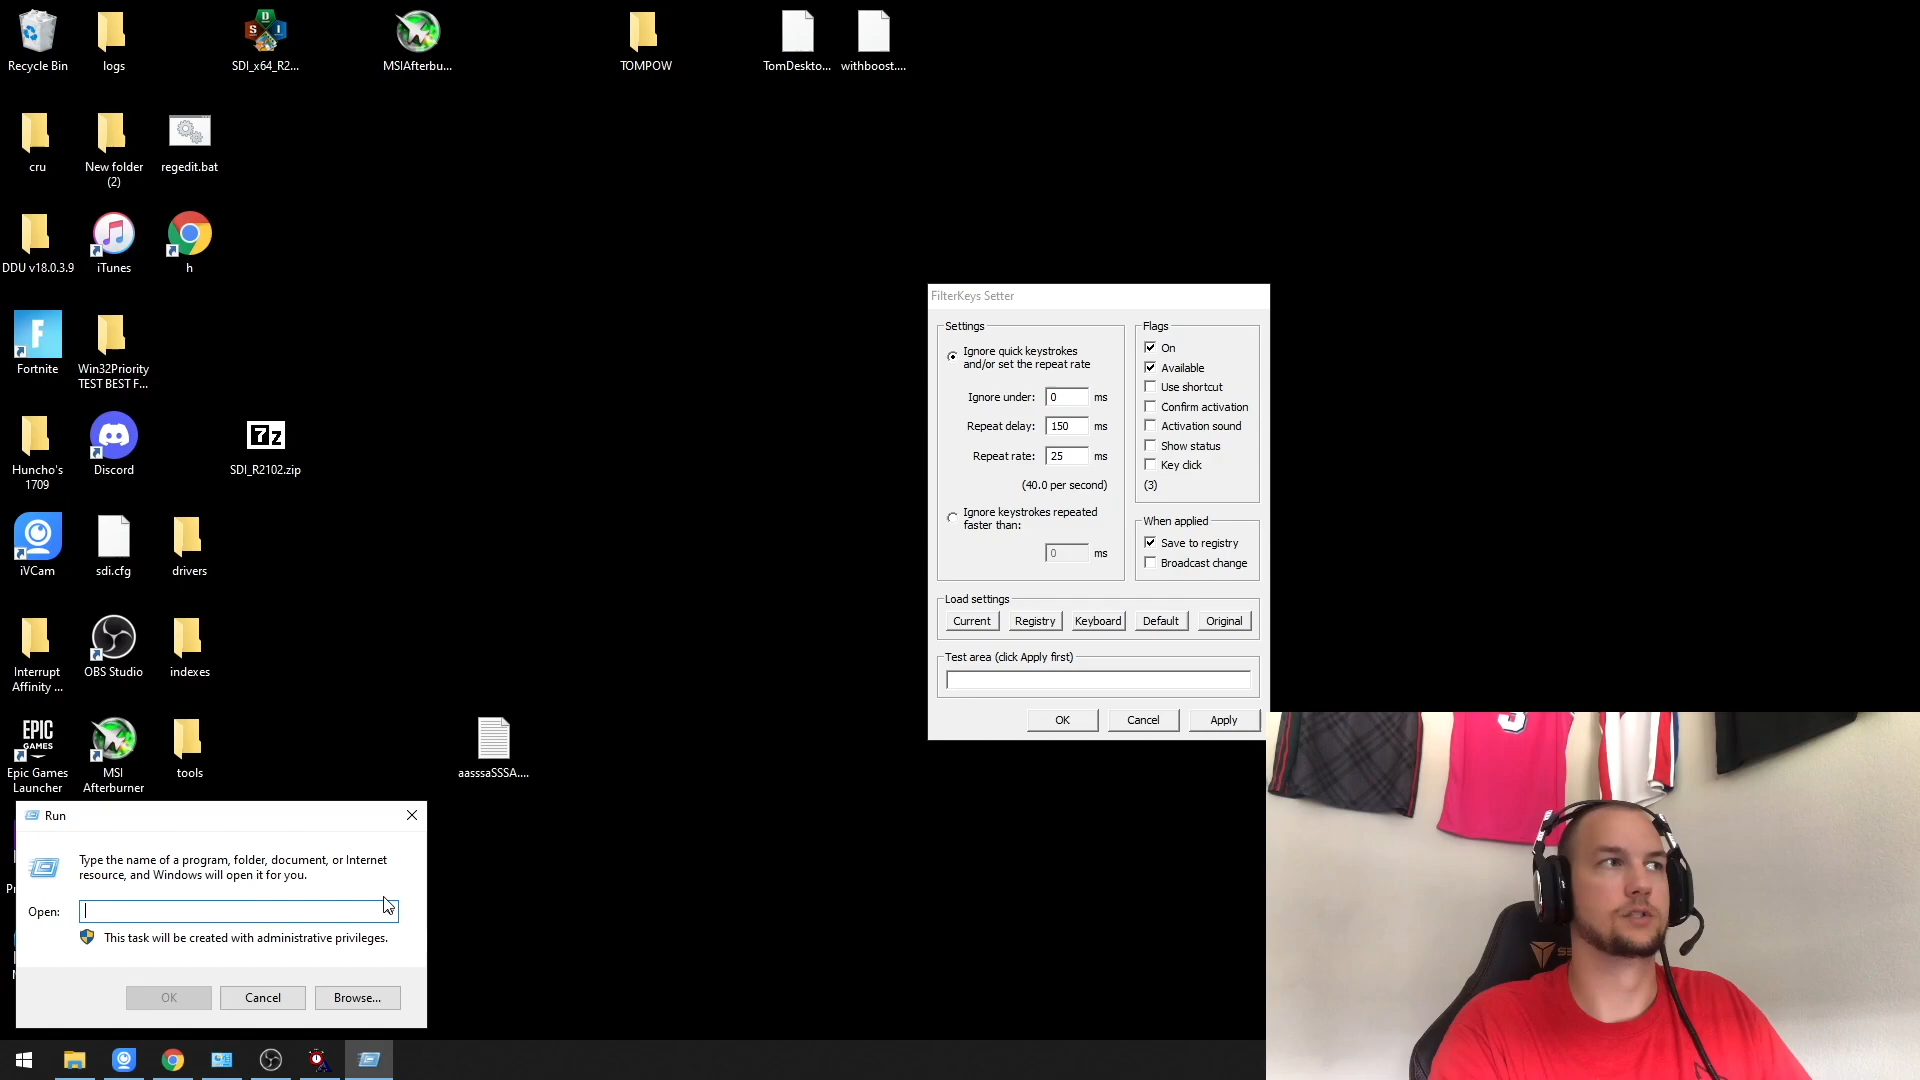 Recycle Bin
logs
SDI_x64_R2...
MSIAfterbu...
TOMPOW
TomDeskto...
withboost....
cru
New folder
(2)
regedit.bat
DDU v18.0.3.9
iTunes
h
Fortnite
Win32Priority
TEST BEST F...
Huncho's
1709
Discord
7z
SDI_R2102.zip
iVCam
sdi.cfg
drivers
Interrupt
Affinity ...
OBS Studio
indexes
EPIC
GAMES
Epic Games
Launcher
MSI
Afterburner
tools
aasssaSSSA....
FilterKeys Setter
Settings
Ignore quick keystrokes
and/or set the repeat rate
Ignore under: 0 ms
Repeat delay: 150 ms
Repeat rate: 25 ms
(40.0 per second)
Ignore keystrokes repeated
faster than:
0 ms
Flags
On
Available
Use shortcut
Confirm activation
Activation sound
Show status
Key click
(3)
When applied
Save to registry
Broadcast change
Load settings
Current Registry Keyboard Default Original
Test area (click Apply first)
OK Cancel Apply
Run
Type the name of a program, folder, document, or Internet
resource, and Windows will open it for you.
Open:
This task will be created with administrative privileges.
OK Cancel Browse...